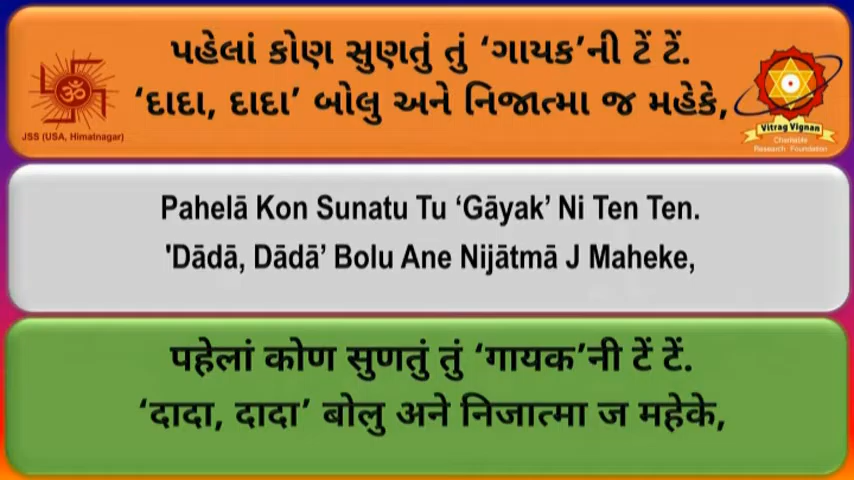 પહેલાં કોણ સુણતું તું ‘ગાયક’ની ટેં ટેં.
‘દાદા, દાદા’ બોલુ અને નિજાત્મા જ મહેકે,
JSS (USA, Himatnagar)
Vitrag Vignan
Charitable
Research Foundation
Pahelā Kon Sunatu Tu ‘Gāyak’ Ni Ten Ten.
'Dādā, Dādā’ Bolu Ane Nijātmā J Maheke,
पहेलां कोण सुणतुं तुं ‘गायक’नी टें टें.
‘दादा, दादा’ बोलु अने निजात्मा ज महेके,